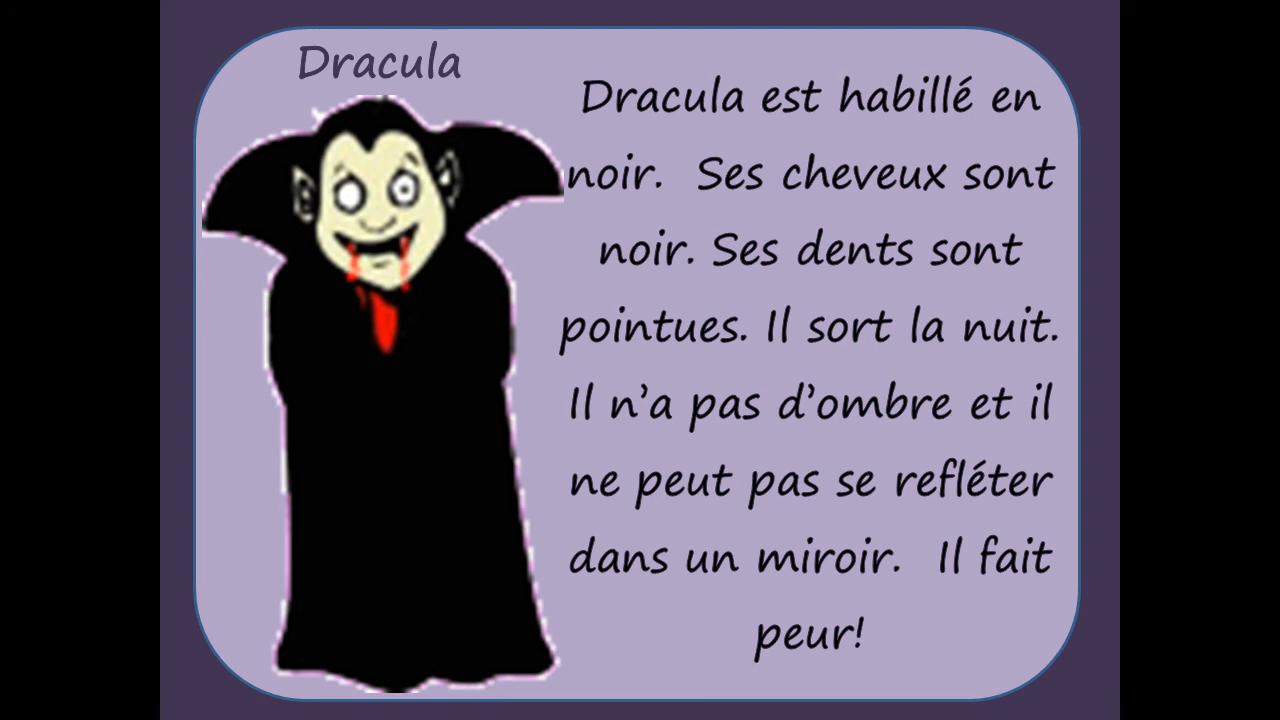 Dracula
Dracula est habillé en
noir.  Ses cheveux sont
noir. Ses dents sont
pointues. Il sort la nuit.
Il n’a pas d’ombre et il
ne peut pas se refléter
dans un miroir.  Il fait
peur!